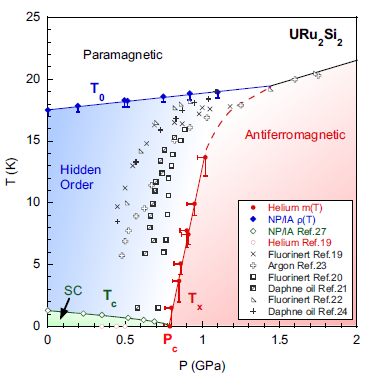 URu2Si2
Paramagnetic
T0
Antiferromagnetic
Hidden
Order
SC
Tc
Tx
Pc
Helium m(T)
NP/IA ρ(T)
NP/IA Ref.27
Helium Ref.19
Fluorinert Ref.19
Argon Ref.23
Fluorinert Ref.20
Daphne oil Ref.21
Fluorinert Ref.22
Daphne oil Ref.24
T (K)
25
20
15
10
5
0
0
0.5
1
1.5
2
P (GPa)